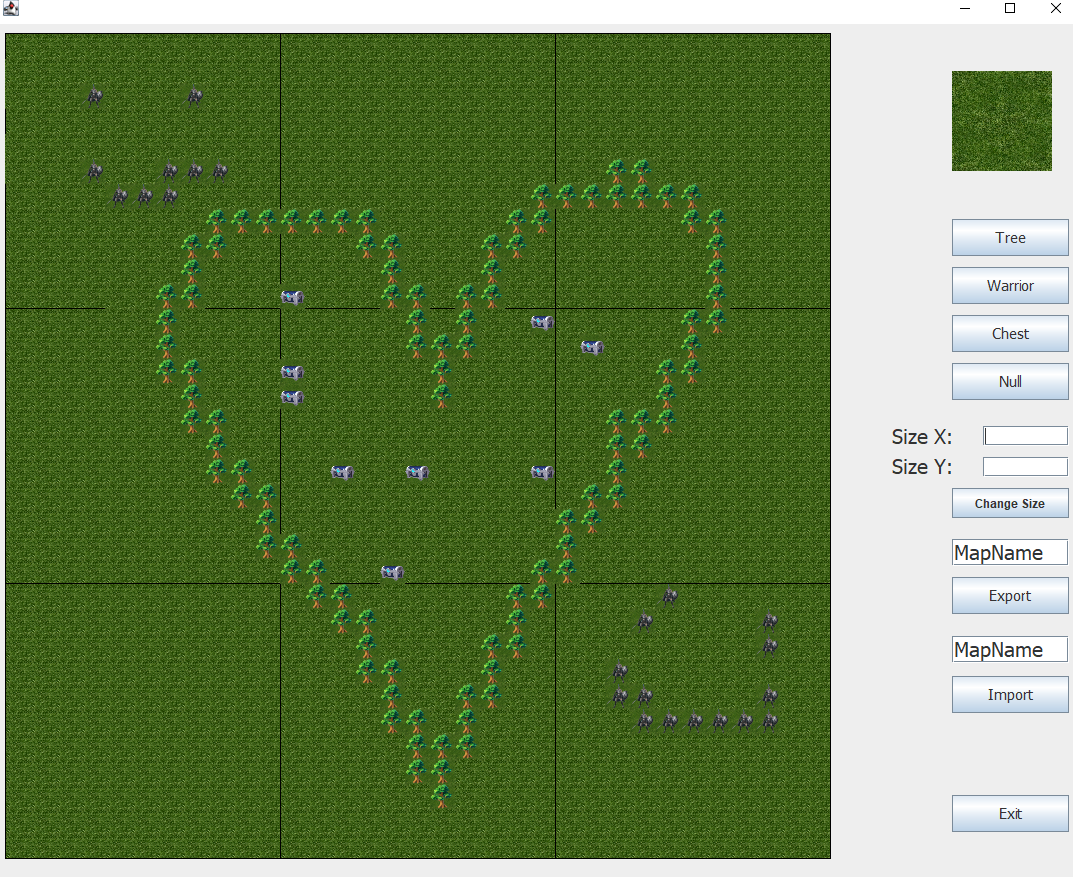 Tree
Warrior
Chest
Null
Size X:
Size Y:
Change Size
MapName
Export
MapName
Import
Exit